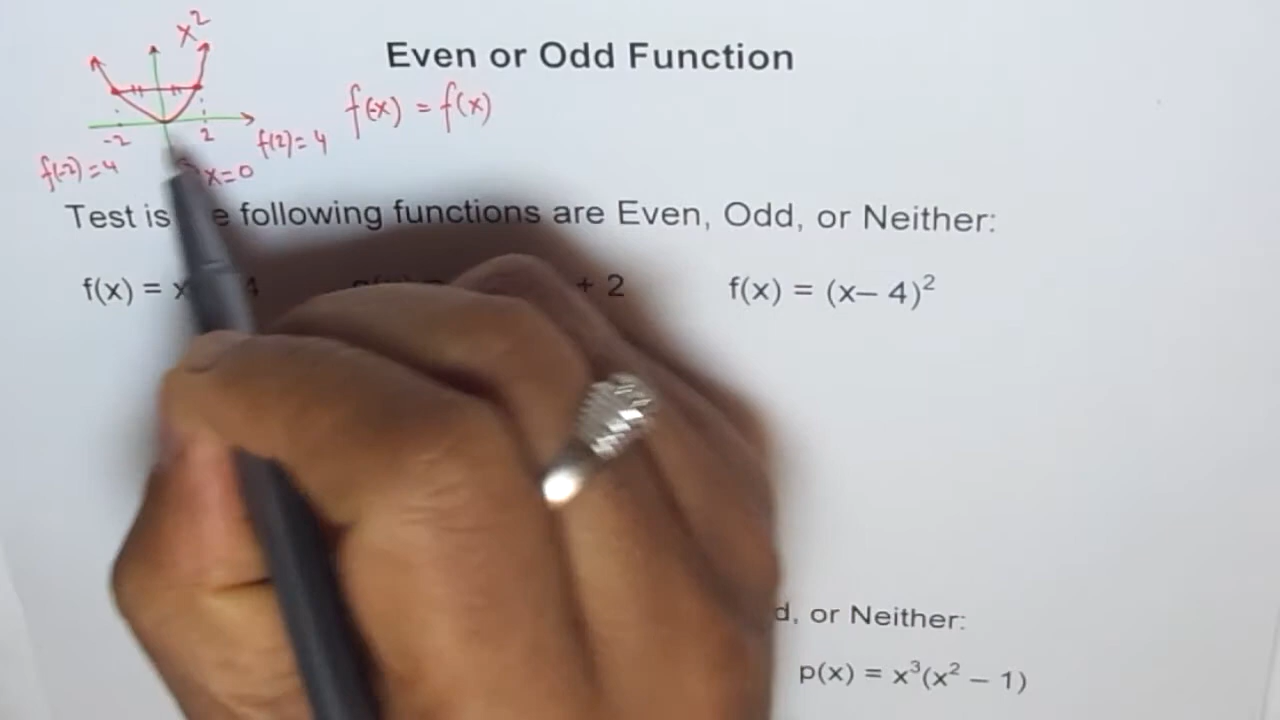 x²
Even or Odd Function
f(-x) = f(x)
-2 2 f(2)=4
f(-2)=4 x=0
Test is following functions are Even, Odd, or Neither:
f(x) = x 4 + 2 f(x) = (x– 4)²
or Neither:
p(x) = x³(x² – 1)